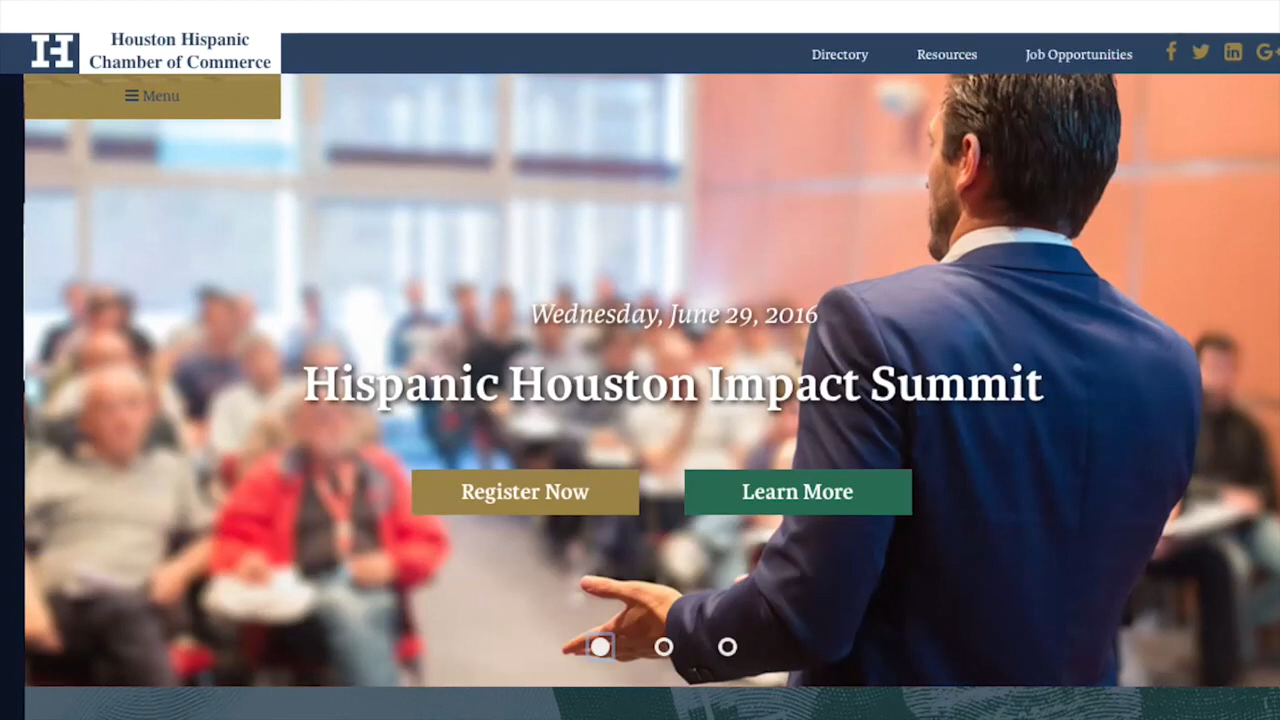 H
Houston Hispanic
Chamber of Commerce
Directory Resources Job Opportunities
Menu
Wednesday, June 29, 2016
Hispanic Houston Impact Summit
Register Now Learn More